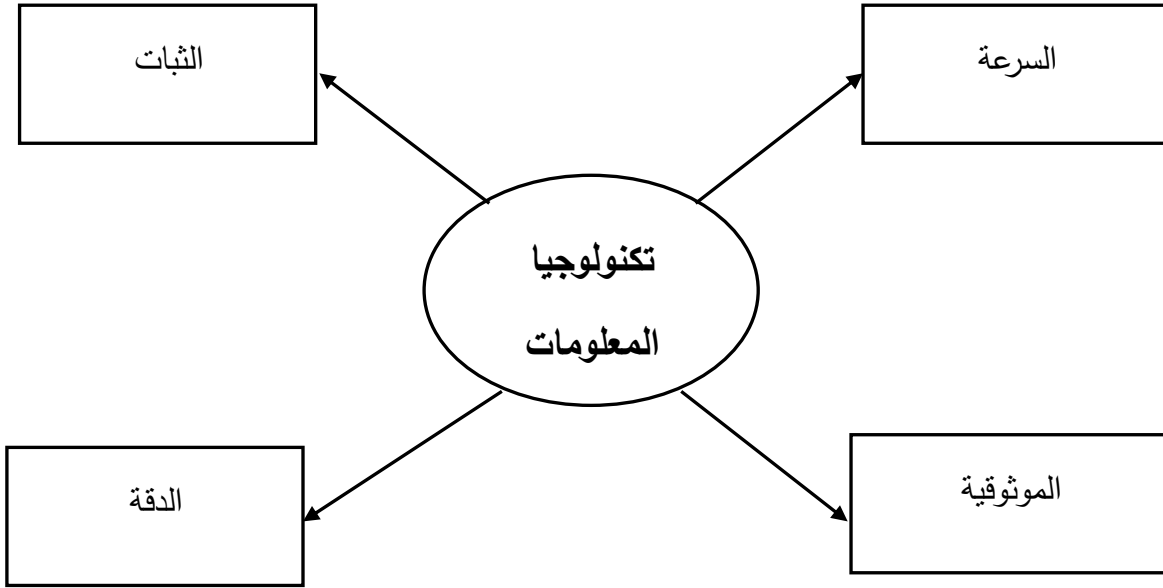 السرعة
الثبات
تكنولوجيا
المعلومات
الموثوقية
الدقة